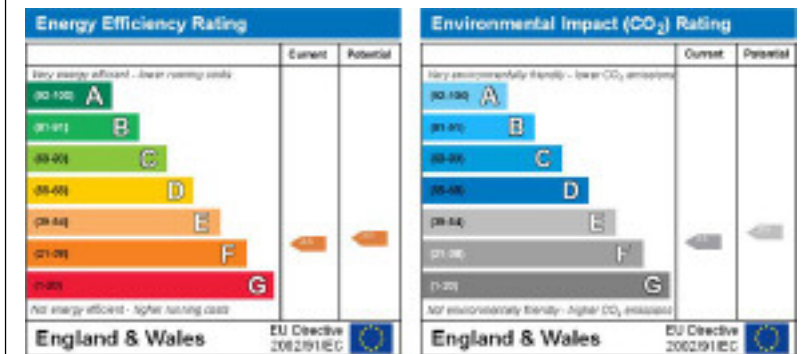 Energy Efficiency Rating
Current Potential
Very energy efficient - lower running costs
(92-100) A
(81-91) B
(69-80) C
(55-68) D
(39-54) E
(21-38) F
(1-20) G
Not energy efficient - higher running costs
England & Wales
EU Directive
2002/91/EC
Environmental Impact (CO₂) Rating
Current Potential
Very environmentally friendly - lower CO₂ emissions
(92-100) A
(81-91) B
(69-80) C
(55-68) D
(39-54) E
(21-38) F
(1-20) G
Not environmentally friendly - higher CO₂ emissions
England & Wales
EU Directive
2002/91/EC